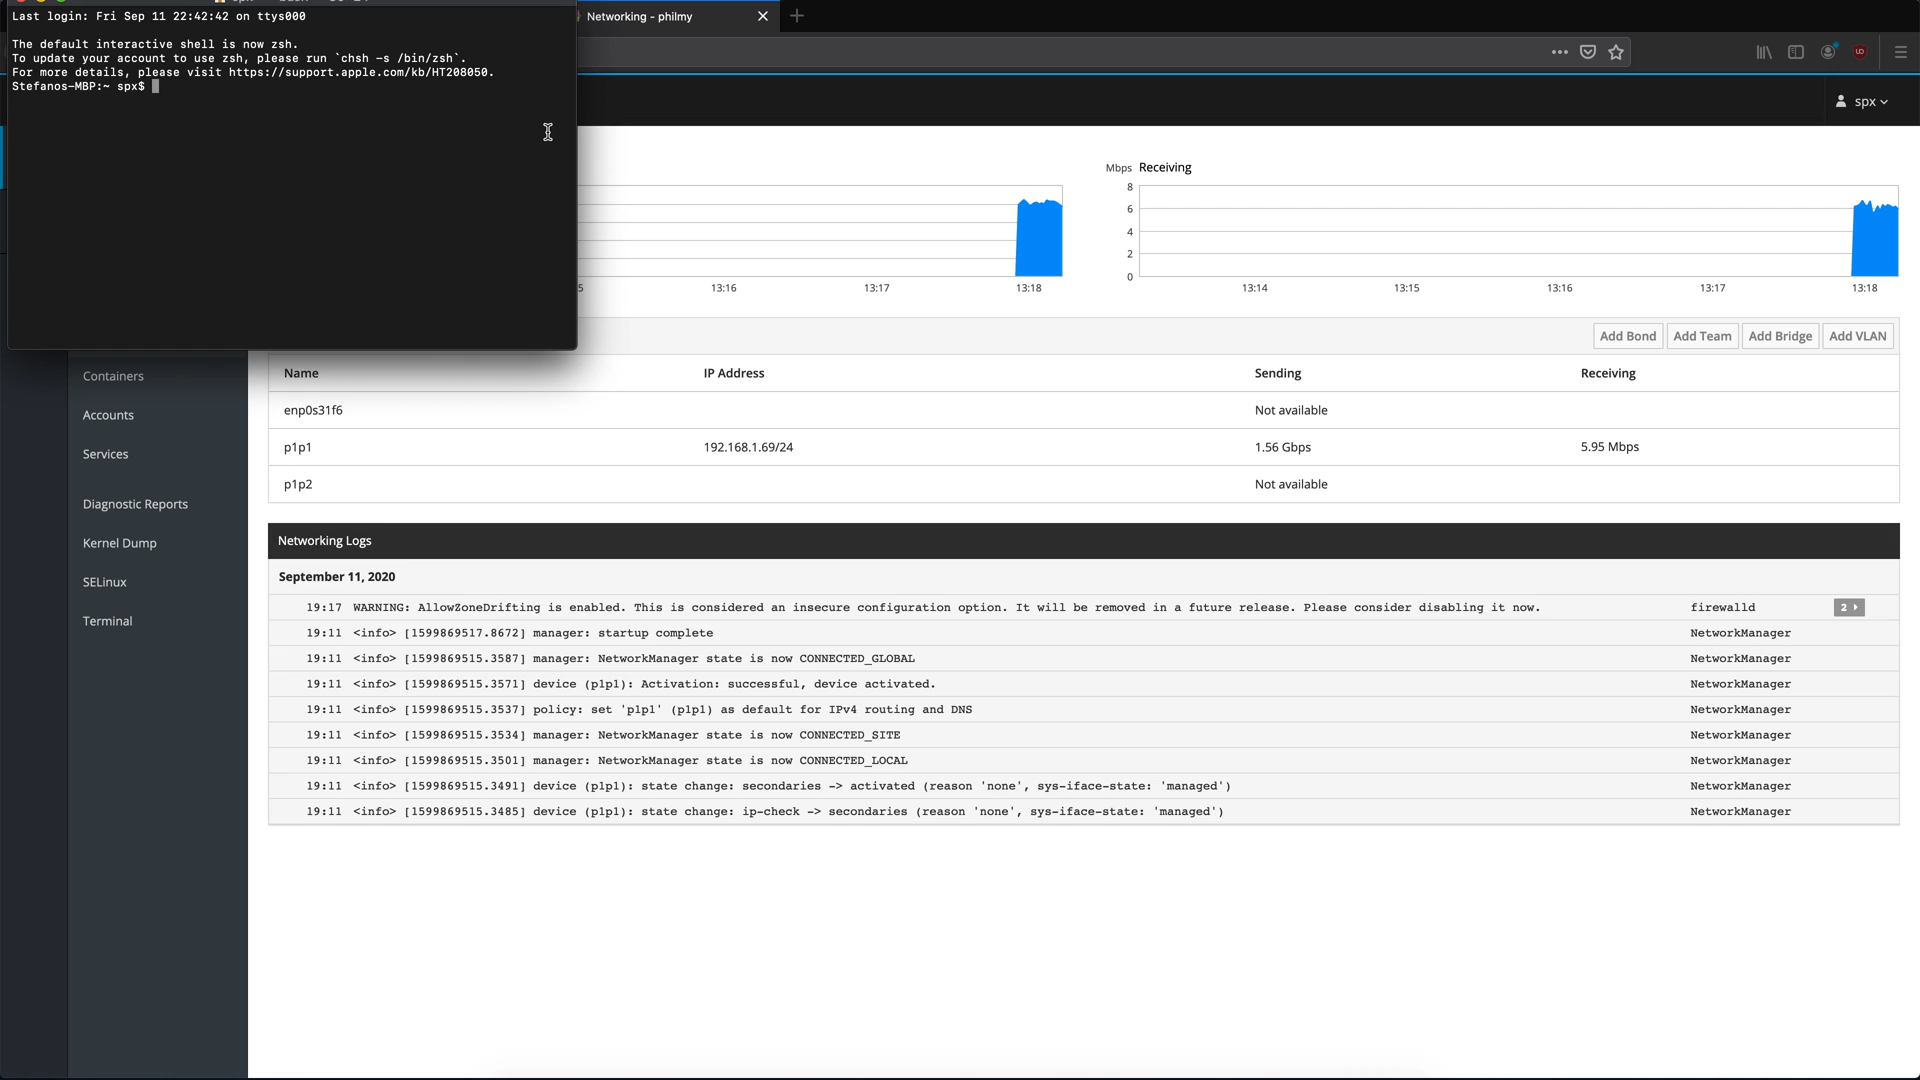 Last login: Fri Sep 11 22:42:42 on ttys000
The default interactive shell is now zsh.
To update your account to use zsh, please run `chsh -s /bin/zsh`.
For more details, please visit https://support.apple.com/kb/HT208050.
Stefanos-MBP:~ spx$
Networking - philmy
spx
Mbps Receiving
8
6
4
2
0
5 13:16 13:17 13:18
13:14 13:15 13:16 13:17 13:18
Add Bond Add Team Add Bridge Add VLAN
Containers
Accounts
Services
Diagnostic Reports
Kernel Dump
SELinux
Terminal
Name IP Address Sending Receiving
enp0s31f6 Not available
p1p1 192.168.1.69/24 1.56 Gbps 5.95 Mbps
p1p2 Not available
Networking Logs
September 11, 2020
19:17 WARNING: AllowZoneDrifting is enabled. This is considered an insecure configuration option. It will be removed in a future release. Please consider disabling it now. firewalld 2
19:11 <info> [1599869517.8672] manager: startup complete NetworkManager
19:11 <info> [1599869515.3587] manager: NetworkManager state is now CONNECTED_GLOBAL NetworkManager
19:11 <info> [1599869515.3571] device (p1p1): Activation: successful, device activated. NetworkManager
19:11 <info> [1599869515.3537] policy: set 'p1p1' (p1p1) as default for IPv4 routing and DNS NetworkManager
19:11 <info> [1599869515.3534] manager: NetworkManager state is now CONNECTED_SITE NetworkManager
19:11 <info> [1599869515.3501] manager: NetworkManager state is now CONNECTED_LOCAL NetworkManager
19:11 <info> [1599869515.3491] device (p1p1): state change: secondaries -> activated (reason 'none', sys-iface-state: 'managed') NetworkManager
19:11 <info> [1599869515.3485] device (p1p1): state change: ip-check -> secondaries (reason 'none', sys-iface-state: 'managed') NetworkManager